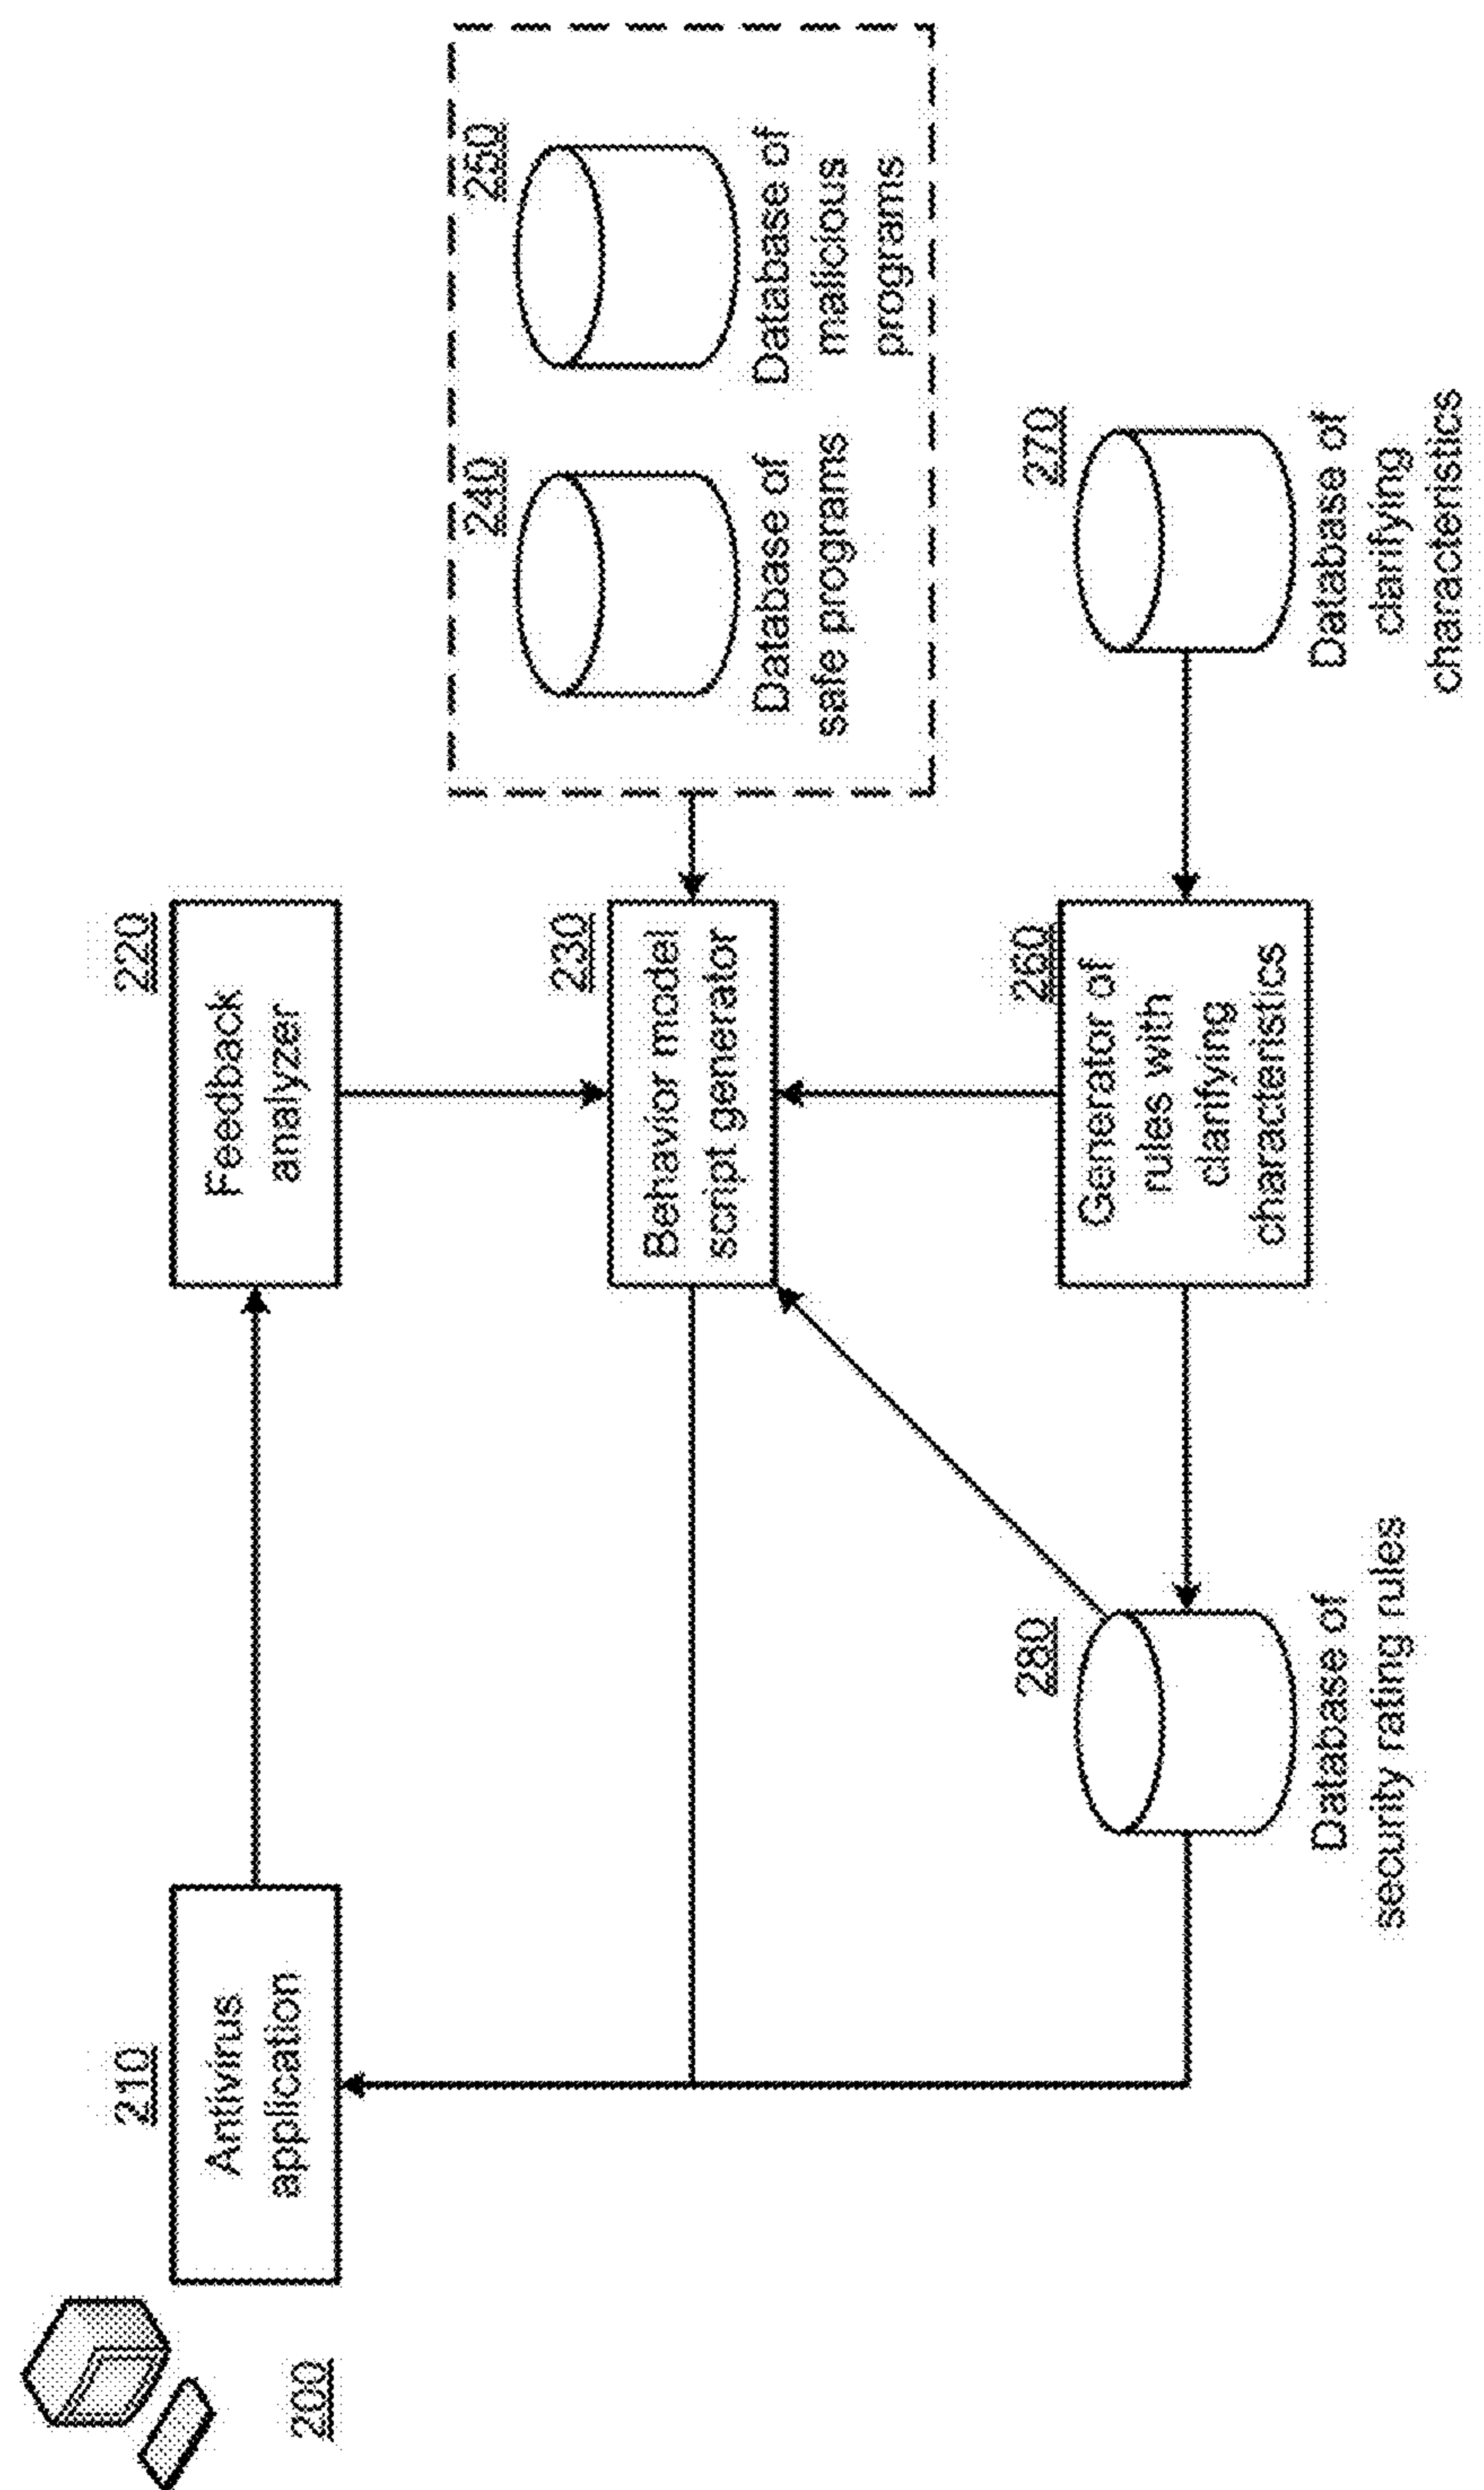 200
210
Antivirus
application
220
Feedback
analyzer
230
Behavior model
script generator
240
Database of
safe programs
250
Database of
malicious
programs
280
Database of
security rating rules
260
Generator of
rules with
clarifying
characteristics
270
Database of
clarifying
characteristics